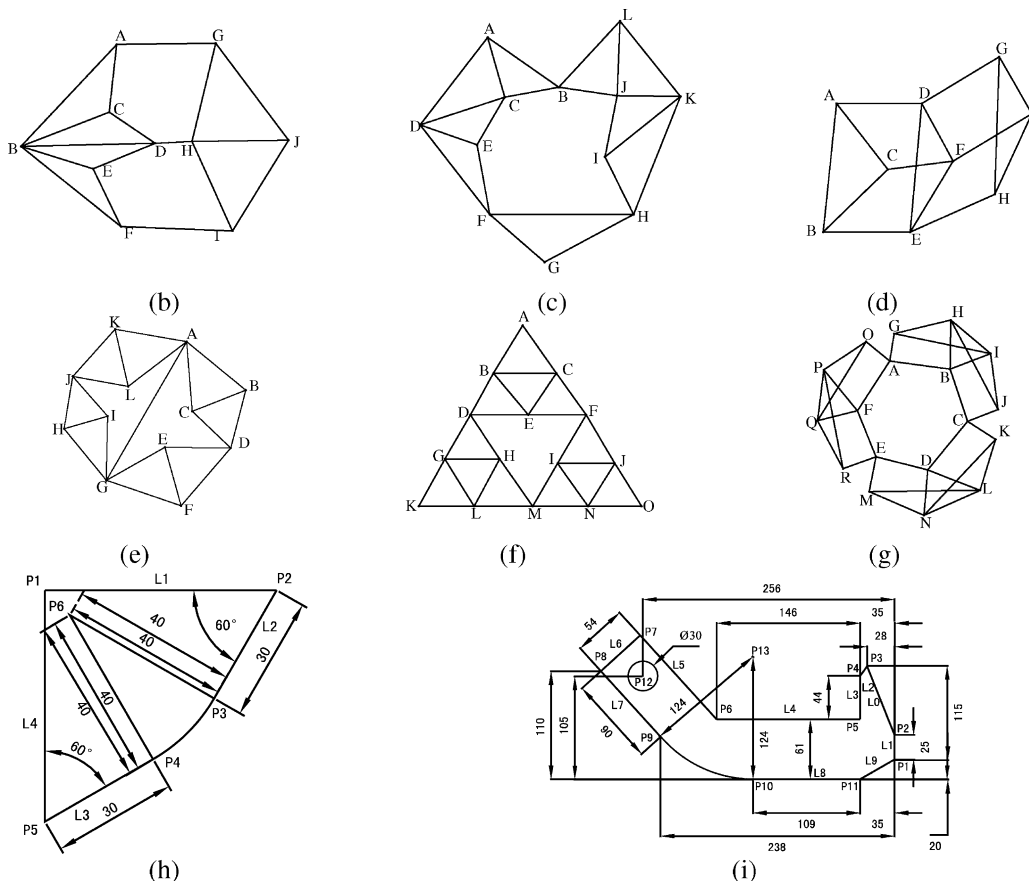 A G
B C D H J
E
F I
(b)
L
A
B J K
D C
E I
F H
G
(c)
G
A D
C F
B E H
(d)
K A
J L B
H I C
E D
G F
(e)
A
B C
D E F
G H I J
K L M N O
(f)
H
O G I
P A B
F J
Q C K
E D
R M L
N
(g)
P1 L1 P2
P6
40
40
60°
L2
30
40
40
L4
P3
60°
P4
L3 30
P5
(h)
256
146 35
28
54
P7 Ø30
L6
P8 P13
L5 P4 P3
P12 L2
L3 L0
110 105 44 115
L7 124
90 P6 L4 P5 P2
P9 124 61 L1 25
L9 P1
P10 L8 P11
109 35
238 20
(i)